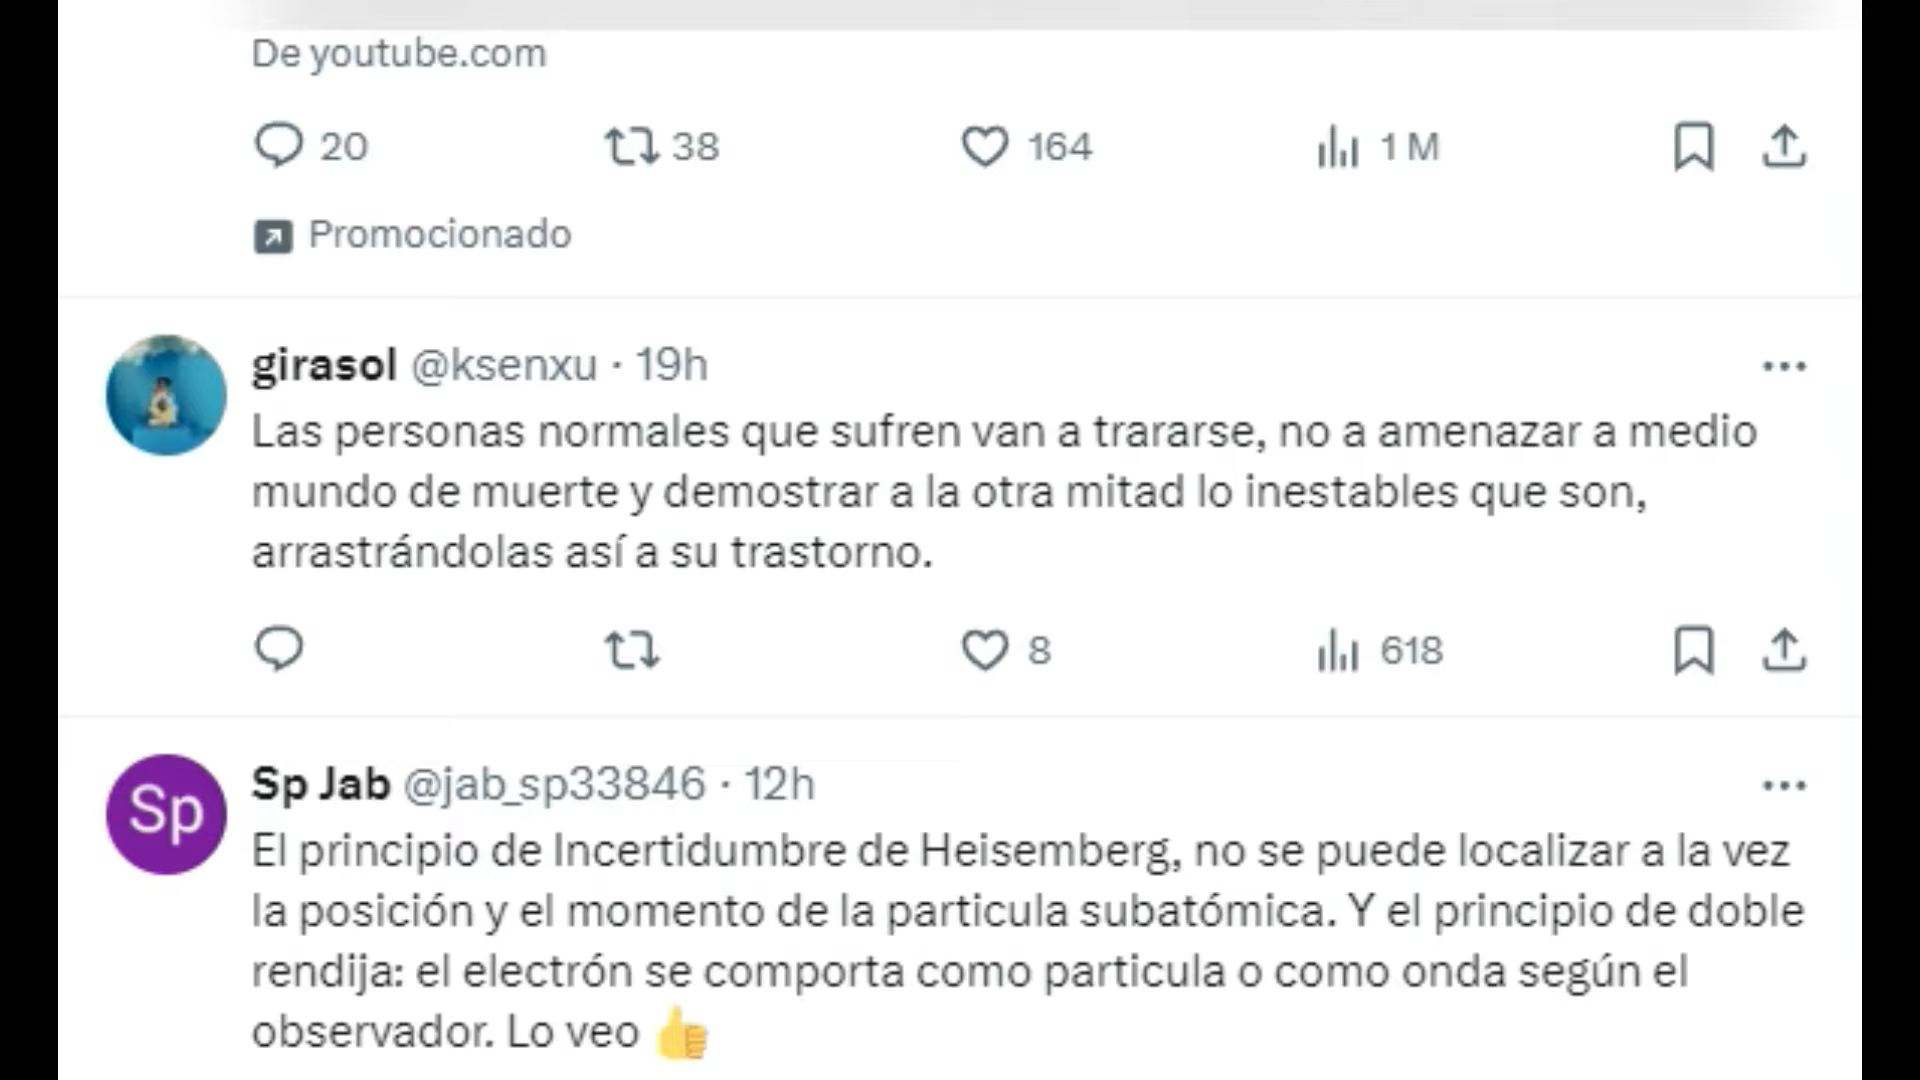 De youtube.com
20 38 164 1 M
Promocionado
girasol @ksenxu · 19h
Las personas normales que sufren van a trararse, no a amenazar a medio
mundo de muerte y demostrar a la otra mitad lo inestables que son,
arrastrándolas así a su trastorno.
8 618
Sp
Sp Jab @jab_sp33846 · 12h
El principio de Incertidumbre de Heisemberg, no se puede localizar a la vez
la posición y el momento de la particula subatómica. Y el principio de doble
rendija: el electrón se comporta como particula o como onda según el
observador. Lo veo 👍